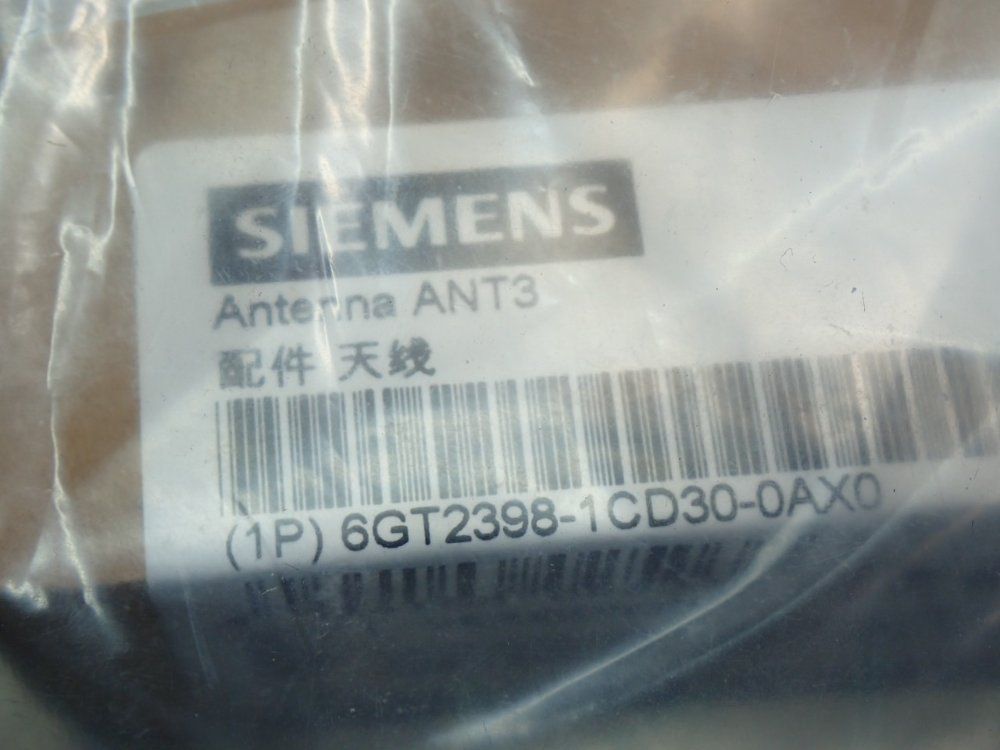 SIEMENS
Antenna ANT3
配件 天线
(1P) 6GT2398-1CD30-0AX0